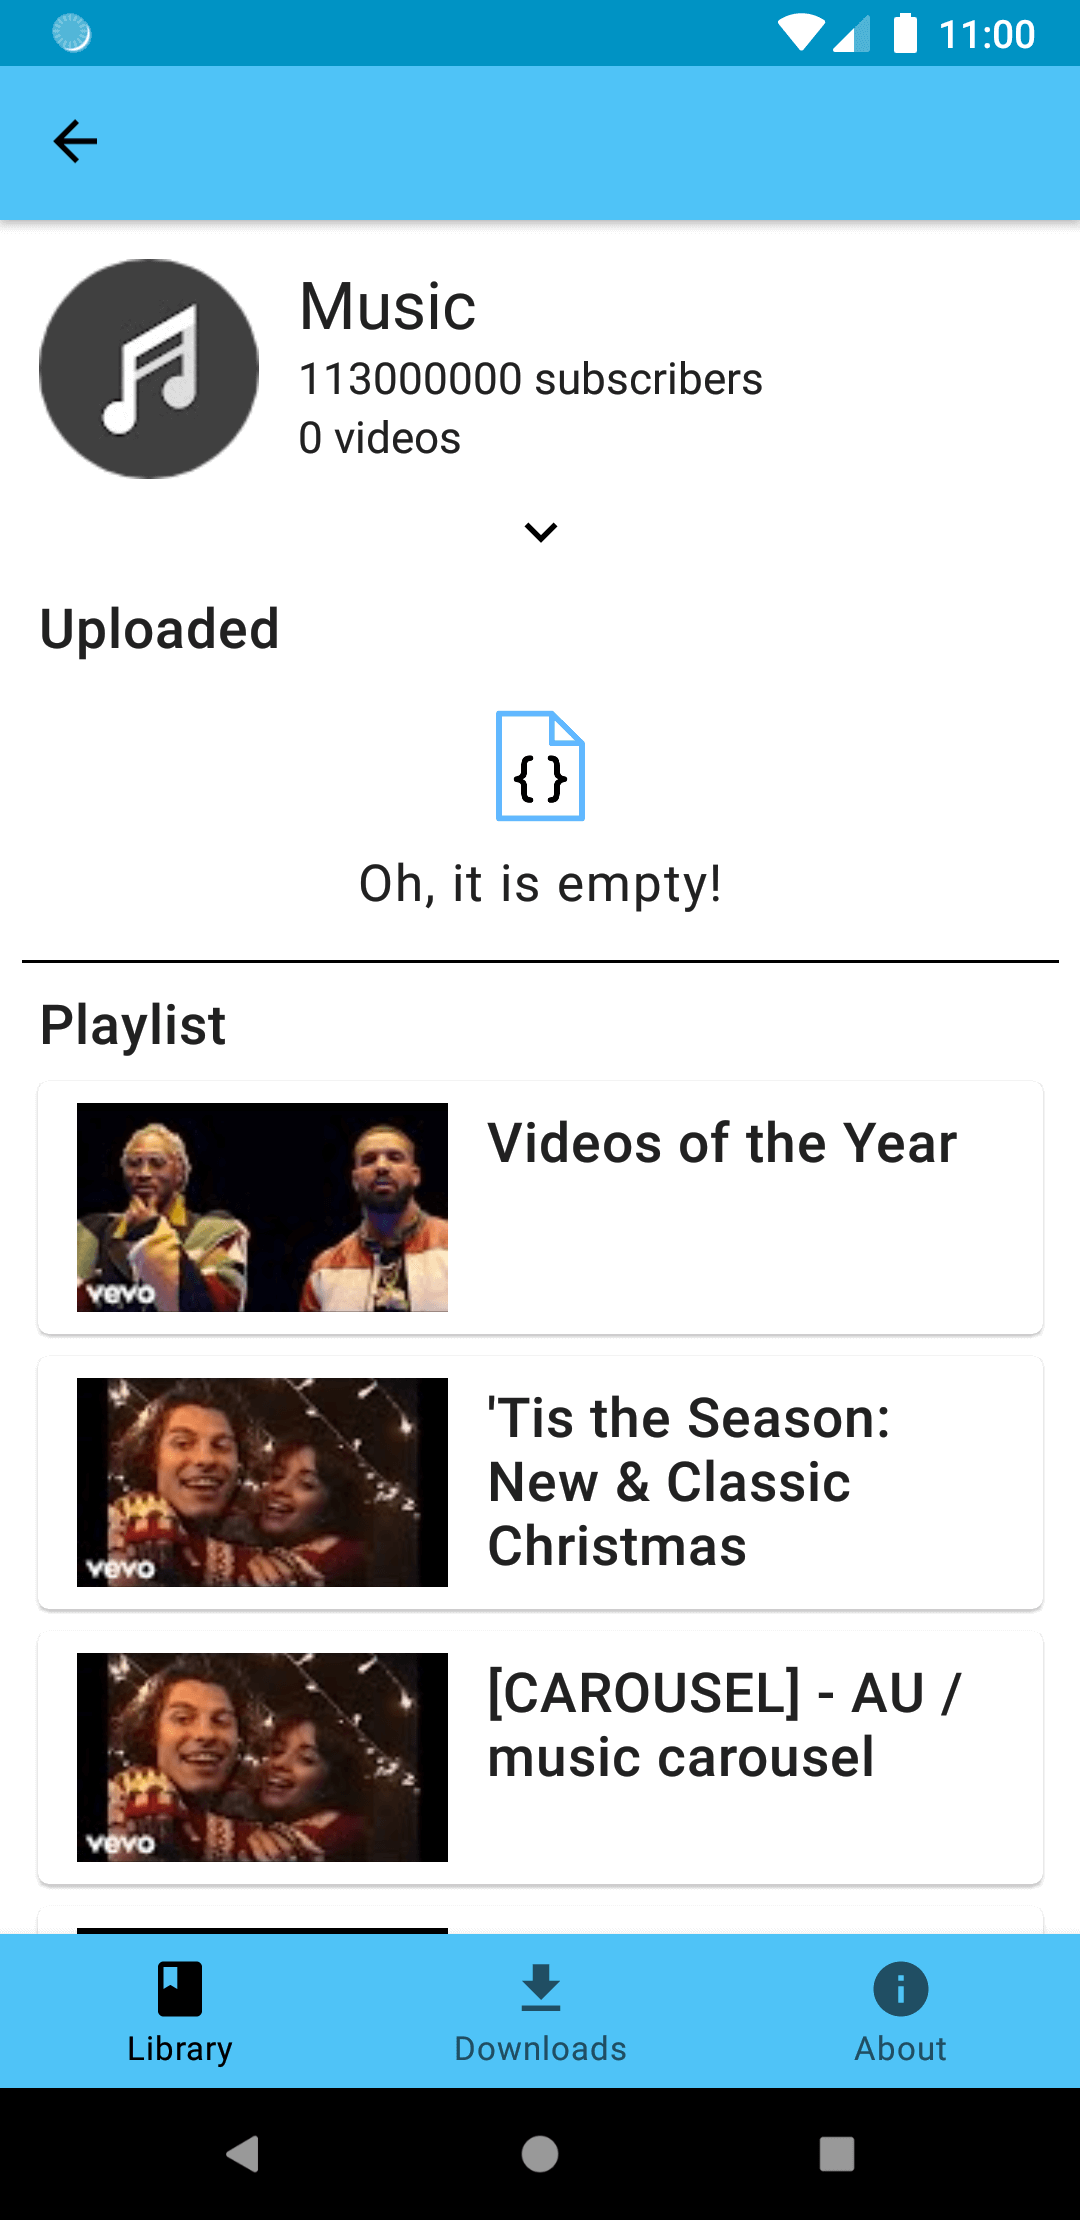 11:00
Music
113000000 subscribers
0 videos
Uploaded
{}
Oh, it is empty!
Playlist
vevo
Videos of the Year
vevo
'Tis the Season:
New & Classic
Christmas
vevo
[CAROUSEL] - AU /
music carousel
Library
Downloads
About